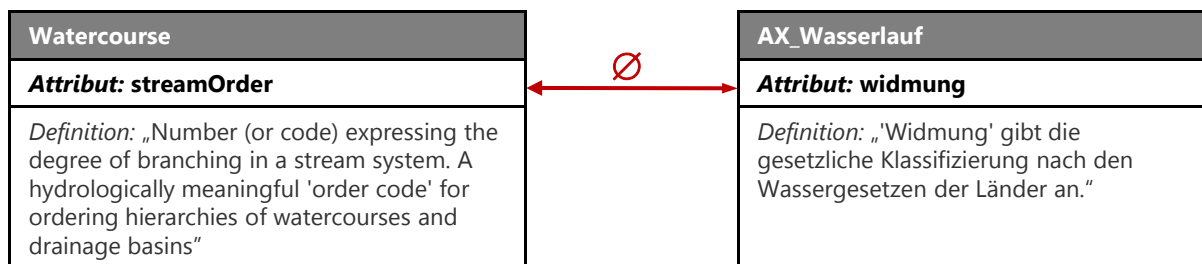 Watercourse
Attribut: streamOrder
Definition: „Number (or code) expressing the
degree of branching in a stream system. A
hydrologically meaningful 'order code' for
ordering hierarchies of watercourses and
drainage basins”
∅
AX_Wasserlauf
Attribut: widmung
Definition: „'Widmung' gibt die
gesetzliche Klassifizierung nach den
Wassergesetzen der Länder an.“